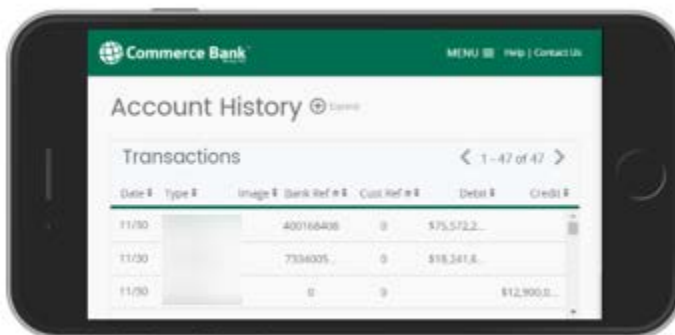 Commerce Bank
MENU Help | Contact Us
Account History
Transactions
1 - 47 of 47
Date Type Image Bank Ref # Cust Ref # Debit Credit
11/30 400168408 0 $75,572,2...
11/30 7334005... 0 $18,241,8...
11/30 0 0 $12,900,0...